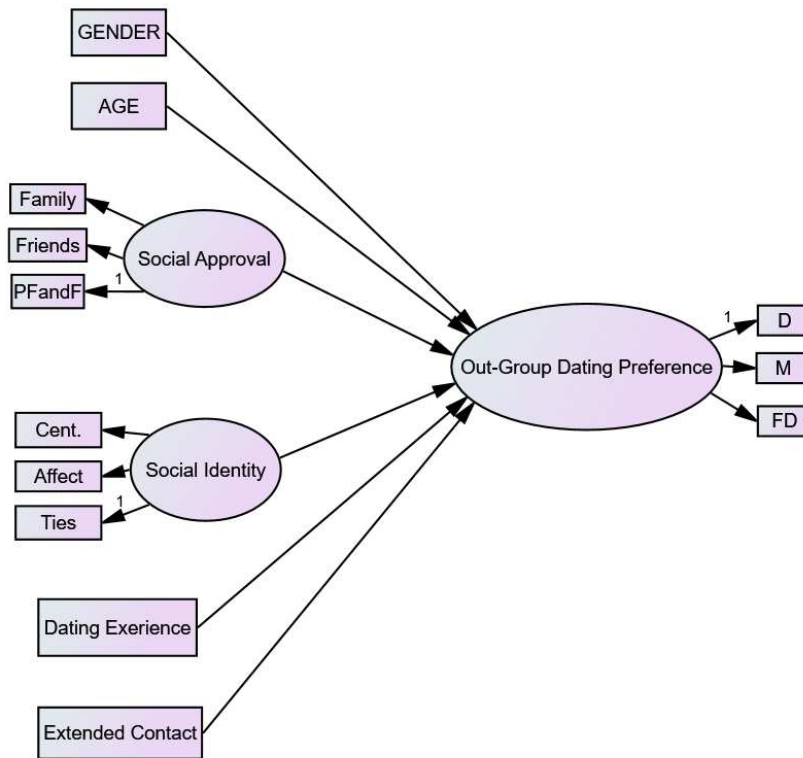 GENDER
AGE
Family
Friends
1
PFandF
Social Approval
Out-Group Dating Preference
1
D
M
FD
Cent.
Affect
1
Ties
Social Identity
Dating Exerience
Extended Contact